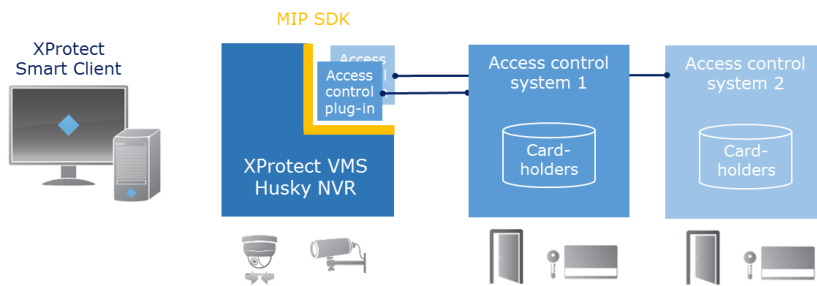 MIP SDK
XProtect
Smart Client
Access
Access
control
plug-in
XProtect VMS
Husky NVR
Access control
system 1
Card-
holders
Access control
system 2
Card-
holders